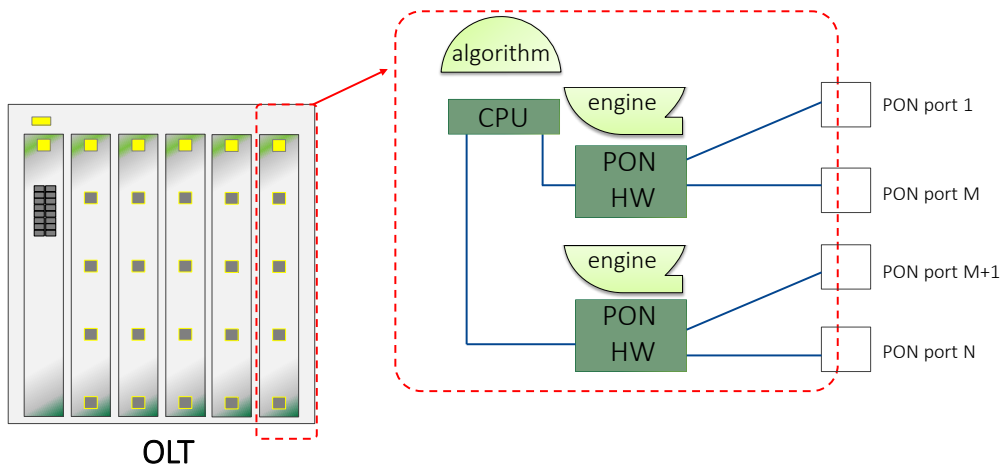 algorithm
engine
CPU
PON
HW
PON port 1
PON port M
engine
PON
HW
PON port M+1
PON port N
OLT